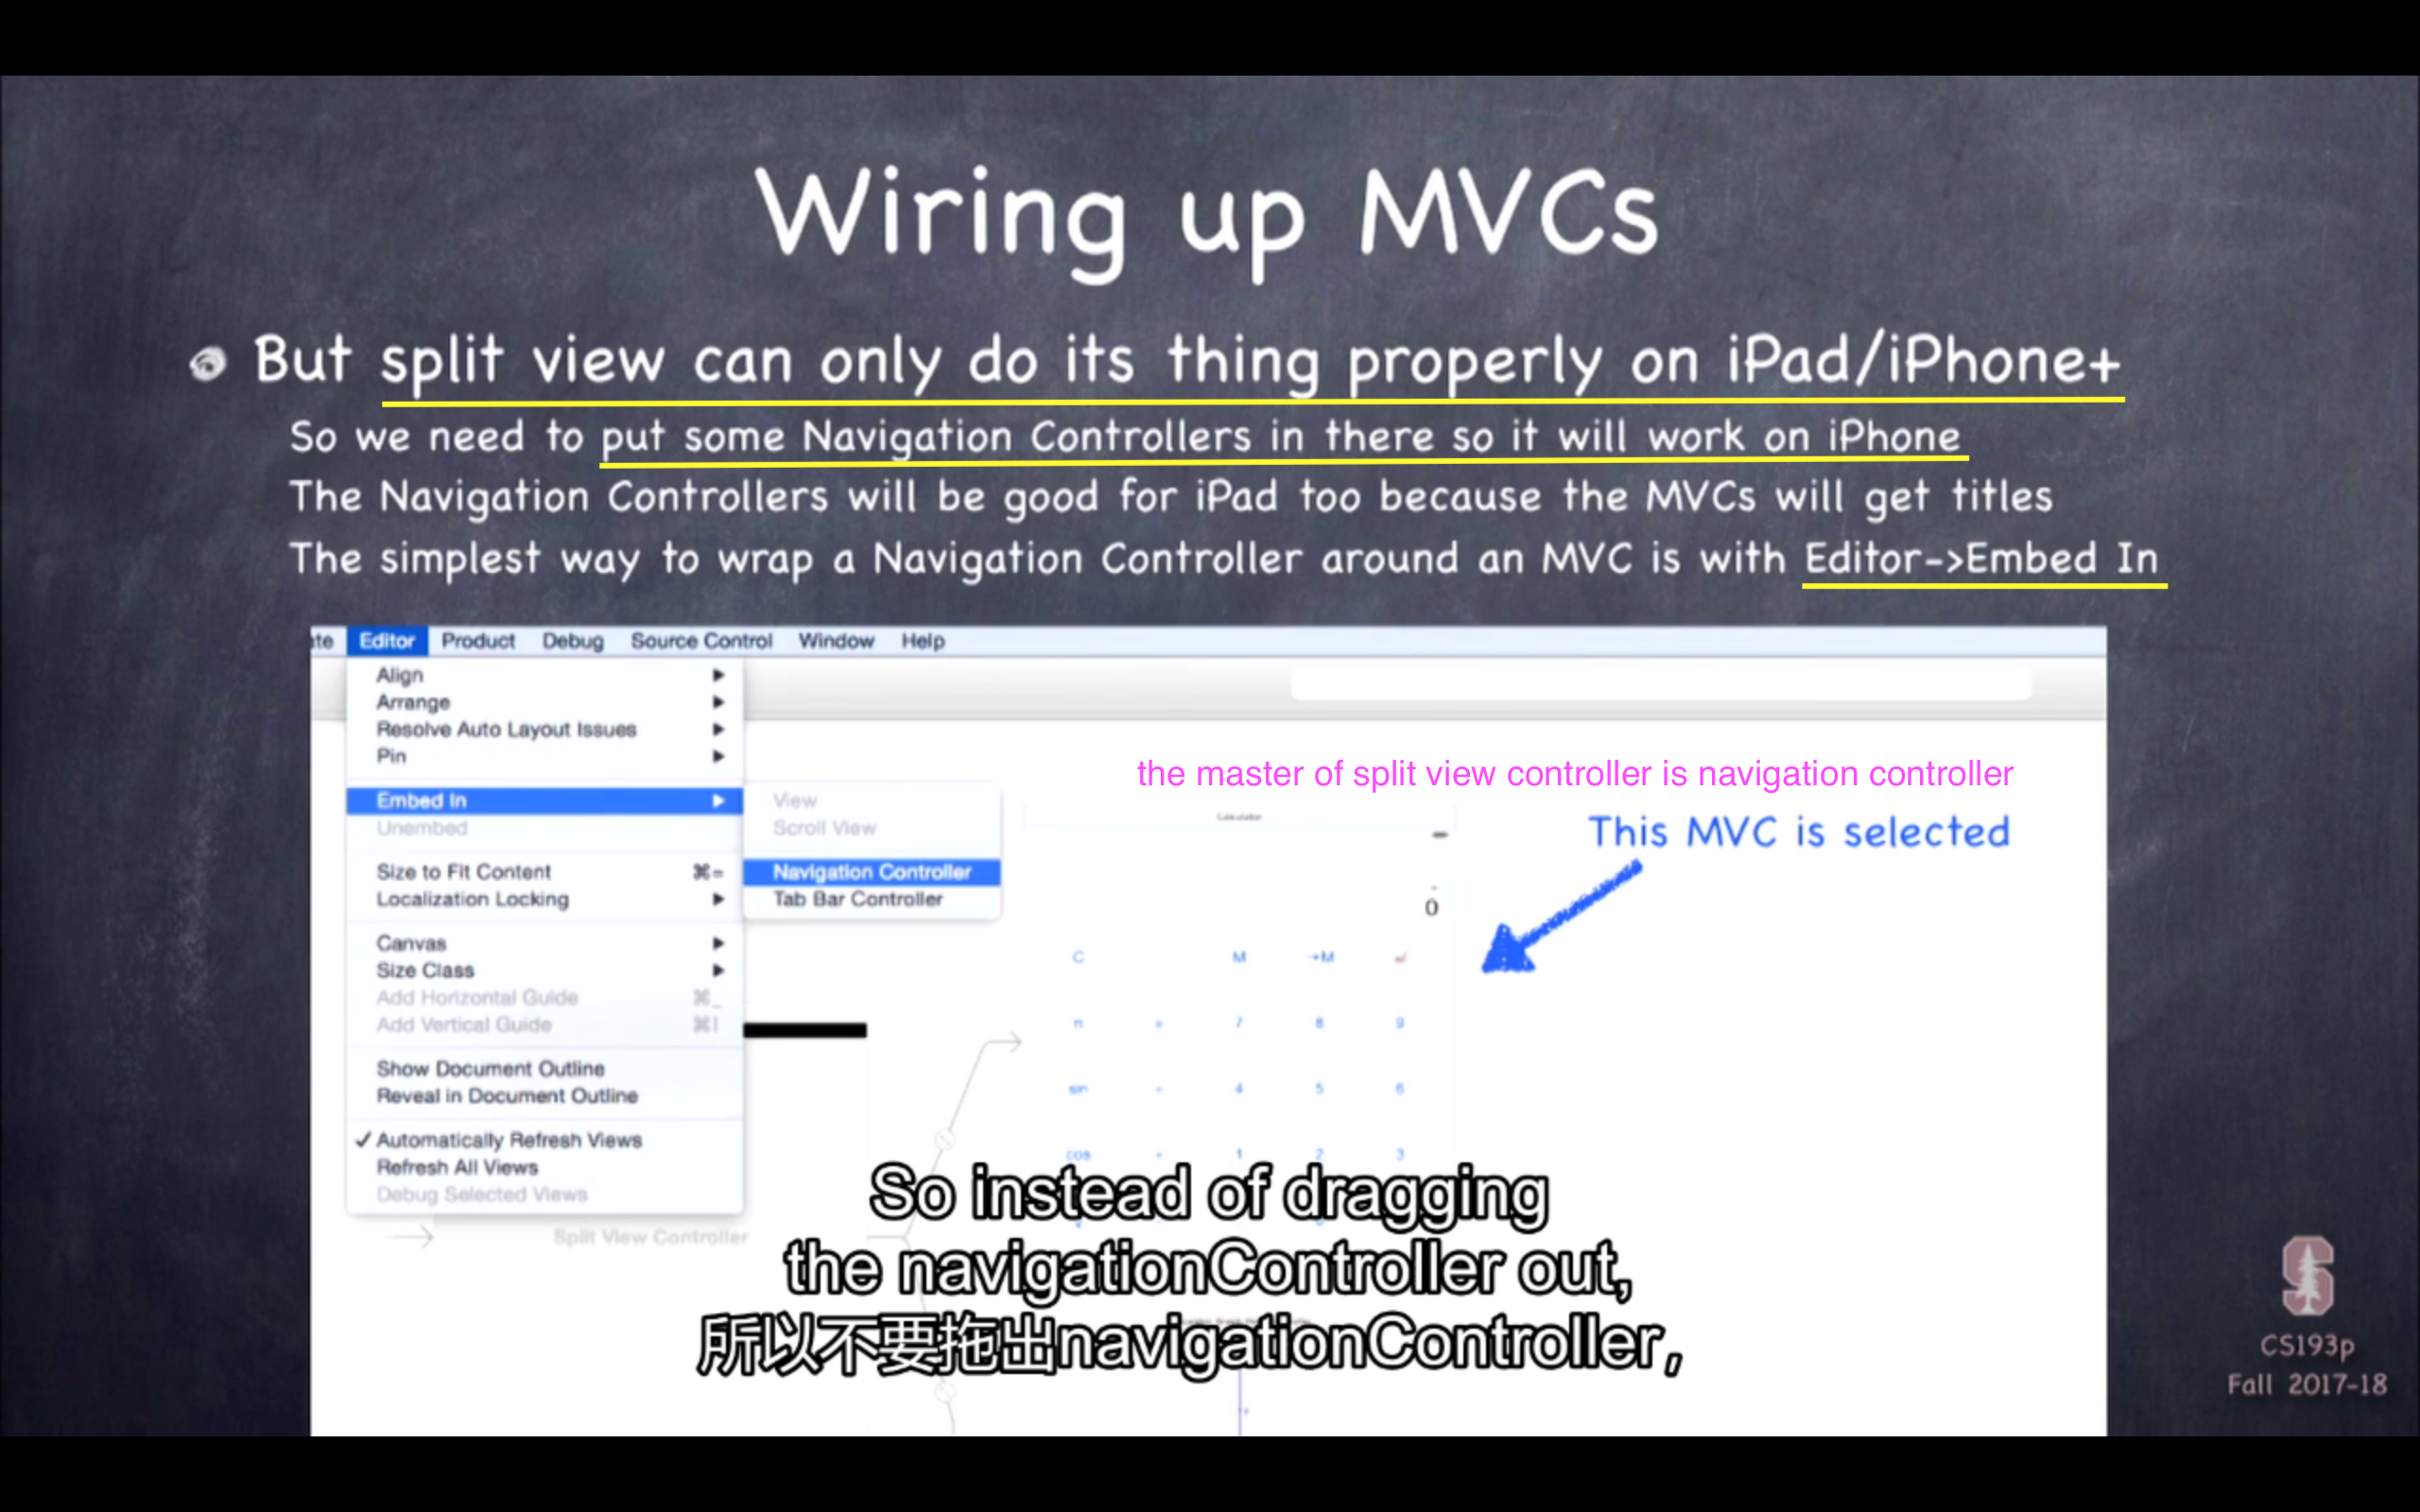 Wiring up MVCs
But split view can only do its thing properly on iPad/iPhone+
So we need to put some Navigation Controllers in there so it will work on iPhone
The Navigation Controllers will be good for iPad too because the MVCs will get titles
The simplest way to wrap a Navigation Controller around an MVC is with Editor->Embed In
Editor Product Debug Source Control Window Help
Align
Arrange
Resolve Auto Layout Issues
Pin
Embed In
Unembed
Size to Fit Content ⌘=
Localization Locking
Canvas
Size Class
Add Horizontal Guide ⌘_
Add Vertical Guide ⌘|
Show Document Outline
Reveal in Document Outline
✓ Automatically Refresh Views
Refresh All Views
Debug Selected Views
View
Scroll View
Navigation Controller
Tab Bar Controller
the master of split view controller is navigation controller
This MVC is selected
Calculator
0
C M →M
7 8 9
sin 4 5 6
cos + 1 2 3
Split View Controller
So instead of dragging
the navigationController out,
所以不要拖出navigationController,
S
CS193p
Fall 2017-18